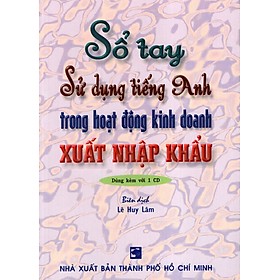 Sổ tay
Sử dụng tiếng Anh
trong hoạt động kinh doanh
XUẤT NHẬP KHẨU
Dùng kèm với 1 CD
Biên dịch
Lê Huy Lâm
NHÀ XUẤT BẢN THÀNH PHỐ HỒ CHÍ MINH